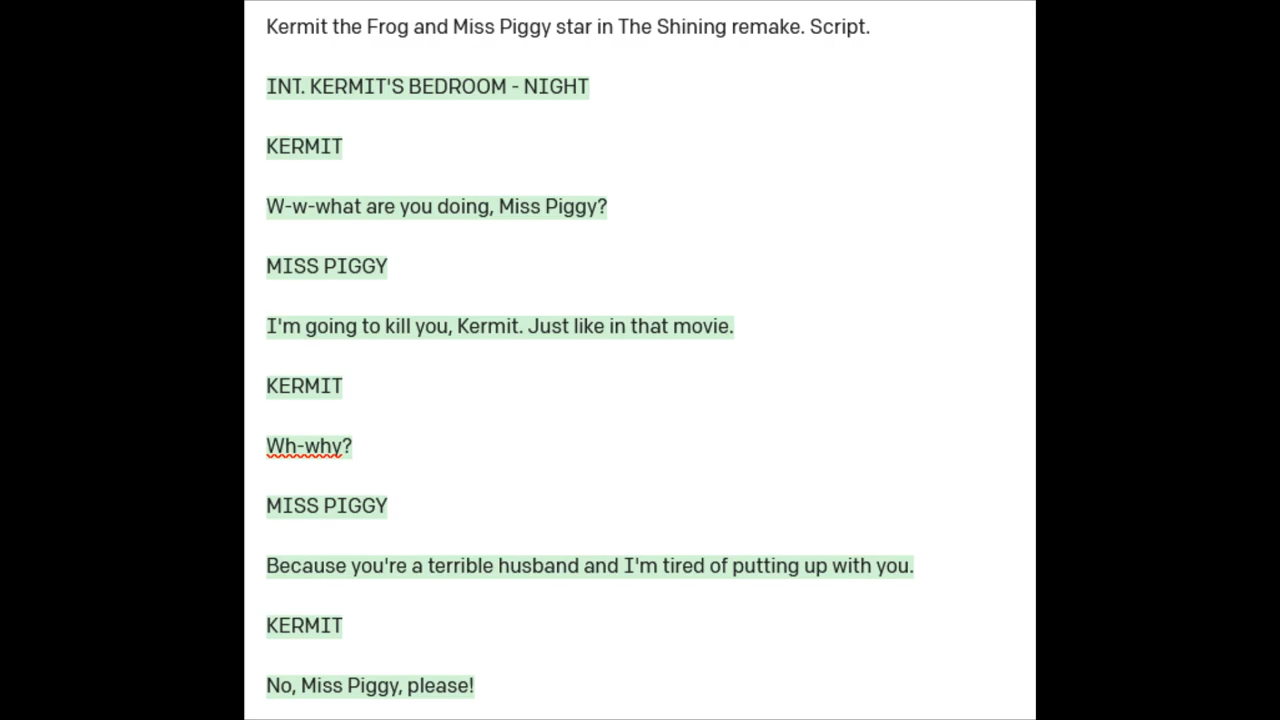 Kermit the Frog and Miss Piggy star in The Shining remake. Script.
INT. KERMIT'S BEDROOM - NIGHT
KERMIT
W-w-what are you doing, Miss Piggy?
MISS PIGGY
I'm going to kill you, Kermit. Just like in that movie.
KERMIT
Wh-why?
MISS PIGGY
Because you're a terrible husband and I'm tired of putting up with you.
KERMIT
No, Miss Piggy, please!